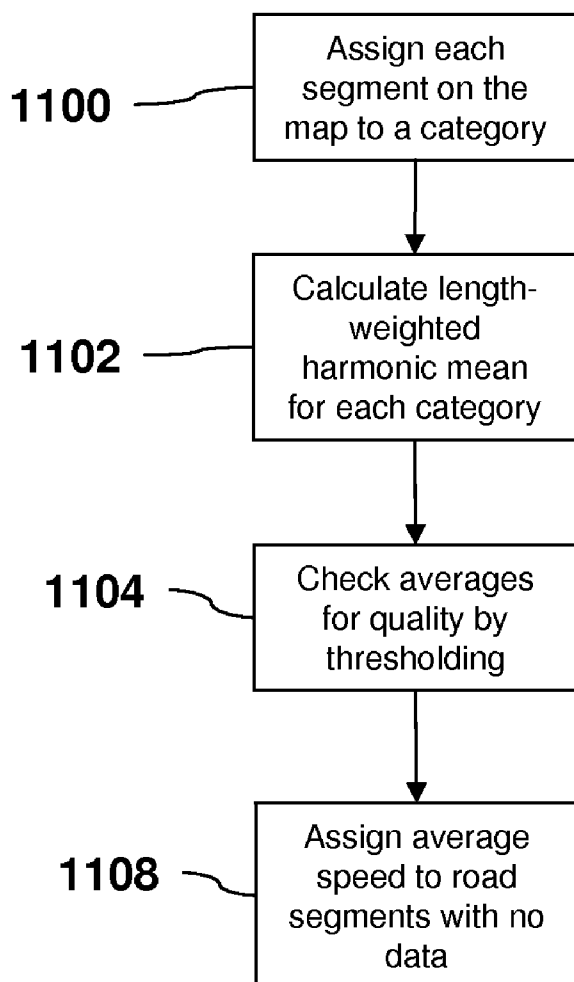 Assign each
segment on the
map to a category
1100
Calculate length-
weighted
harmonic mean
for each category
1102
Check averages
for quality by
thresholding
1104
Assign average
speed to road
segments with no
data
1108